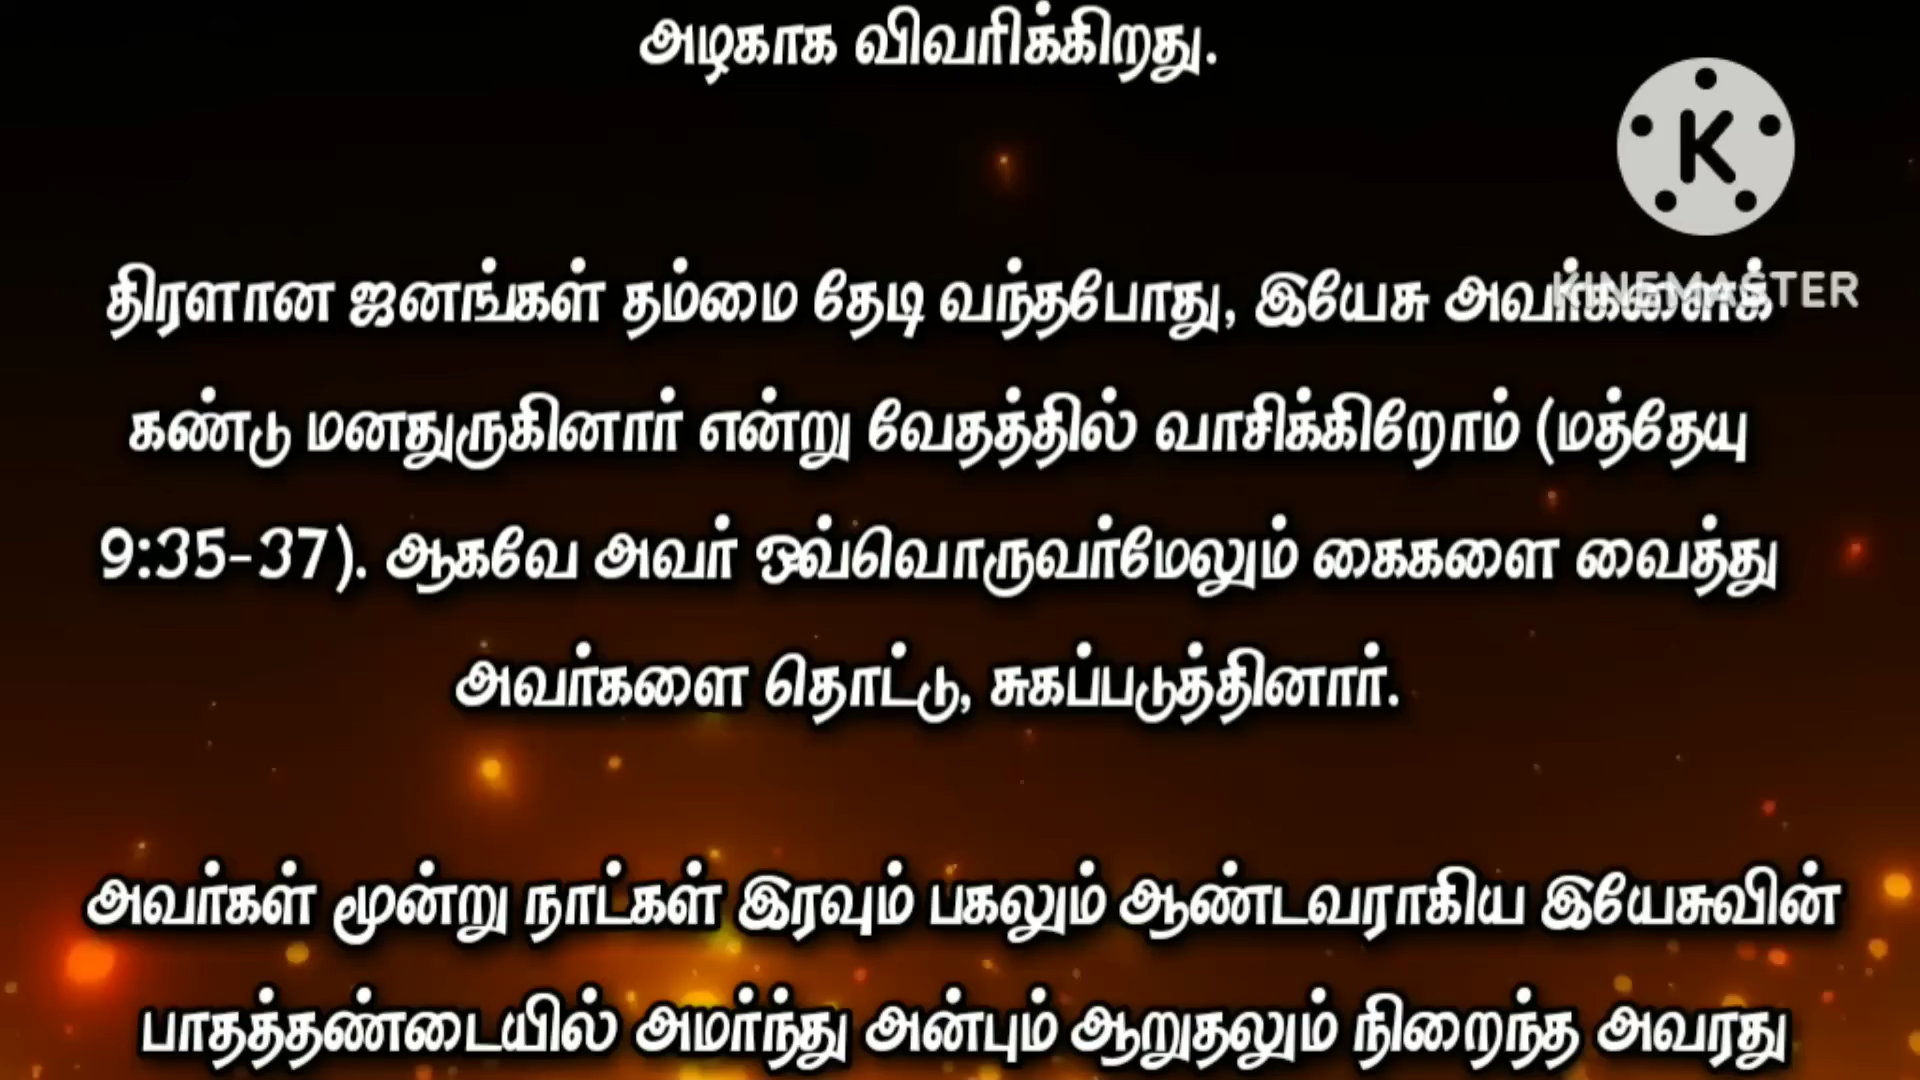 அழகாக விவரிக்கிறது.
K
KINEMASTER
திரளான ஜனங்கள் தம்மை தேடி வந்தபோது, இயேசு அவர்களைக்
கண்டு மனதுருகினார் என்று வேதத்தில் வாசிக்கிறோம் (மத்தேயு
9:35-37). ஆகவே அவர் ஒவ்வொருவர்மேலும் கைகளை வைத்து
அவர்களை தொட்டு, சுகப்படுத்தினார்.
அவர்கள் மூன்று நாட்கள் இரவும் பகலும் ஆண்டவராகிய இயேசுவின்
பாதத்தண்டையில் அமர்ந்து அன்பும் ஆறுதலும் நிறைந்த அவரது